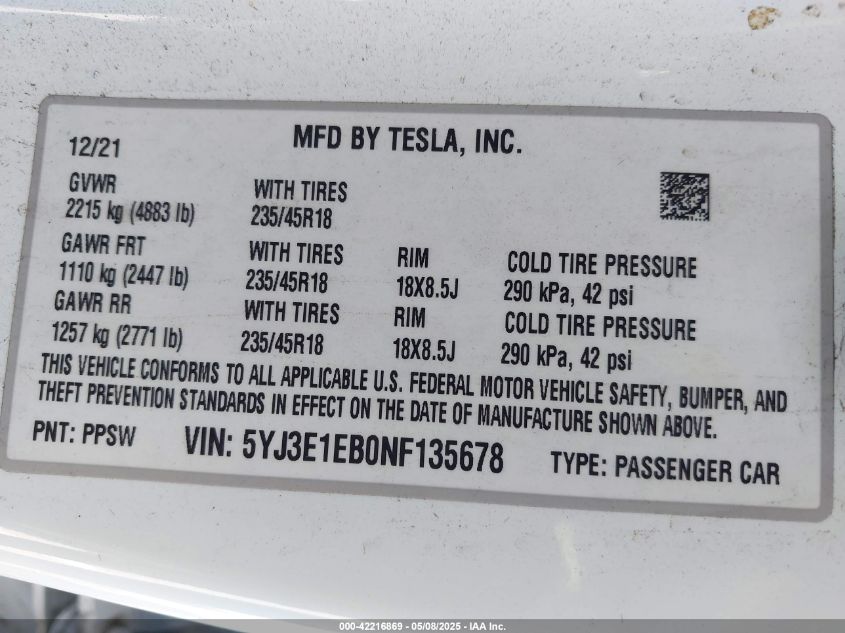 12/21 MFD BY TESLA, INC.
GVWR WITH TIRES
2215 kg (4883 lb) 235/45R18
GAWR FRT WITH TIRES RIM COLD TIRE PRESSURE
1110 kg (2447 lb) 235/45R18 18X8.5J 290 kPa, 42 psi
GAWR RR WITH TIRES RIM COLD TIRE PRESSURE
1257 kg (2771 lb) 235/45R18 18X8.5J 290 kPa, 42 psi
THIS VEHICLE CONFORMS TO ALL APPLICABLE U.S. FEDERAL MOTOR VEHICLE SAFETY, BUMPER, AND
THEFT PREVENTION STANDARDS IN EFFECT ON THE DATE OF MANUFACTURE SHOWN ABOVE.
PNT: PPSW VIN: 5YJ3E1EB0NF135678 TYPE: PASSENGER CAR
000-42216869 - 05/08/2025 - IAA Inc.